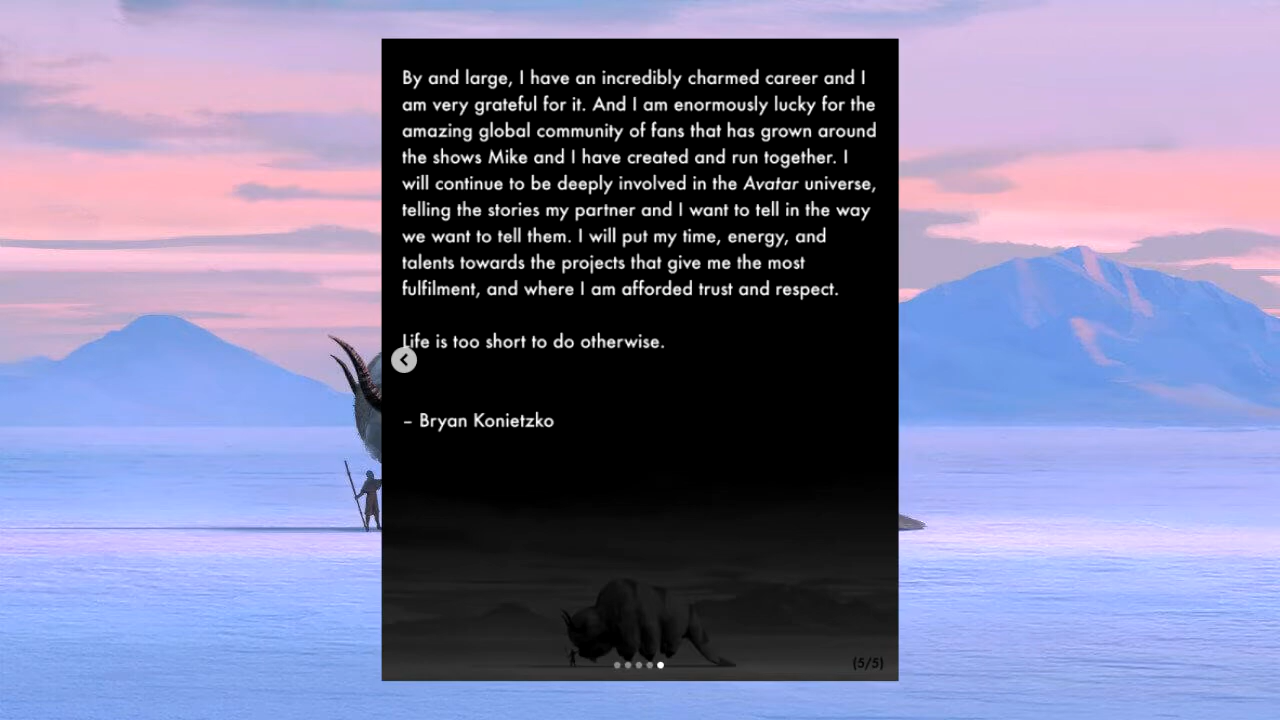 By and large, I have an incredibly charmed career and I
am very grateful for it. And I am enormously lucky for the
amazing global community of fans that has grown around
the shows Mike and I have created and run together. I
will continue to be deeply involved in the Avatar universe,
telling the stories my partner and I want to tell in the way
we want to tell them. I will put my time, energy, and
talents towards the projects that give me the most
fulfilment, and where I am afforded trust and respect.
Life is too short to do otherwise.
– Bryan Konietzko
(5/5)